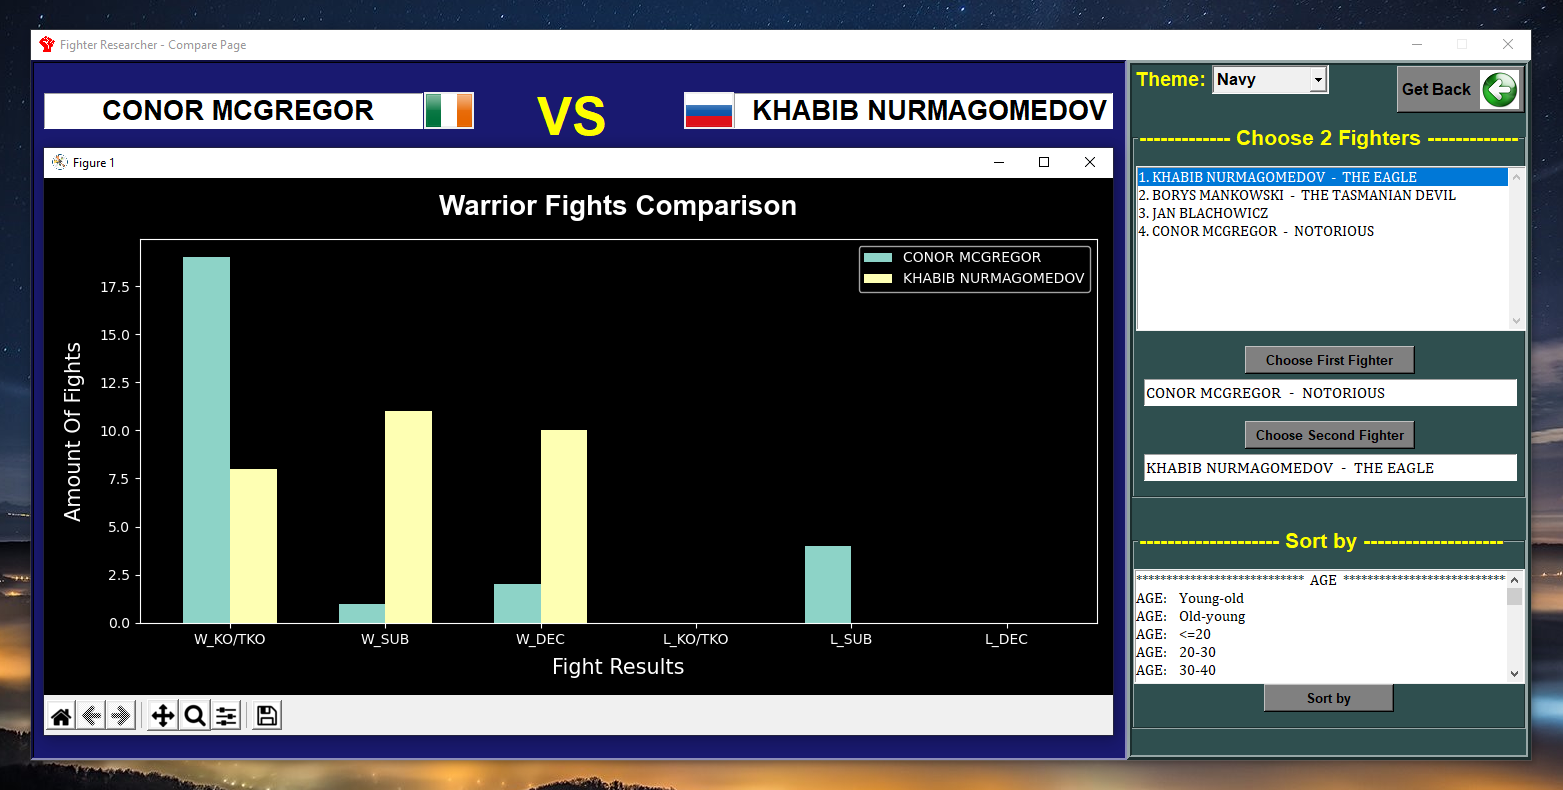 Fighter Researcher - Compare Page
CONOR MCGREGOR
VS
KHABIB NURMAGOMEDOV
Figure 1
Warrior Fights Comparison
CONOR MCGREGOR
KHABIB NURMAGOMEDOV
Amount Of Fights
17.5
15.0
12.5
10.0
7.5
5.0
2.5
0.0
W_KO/TKO W_SUB W_DEC L_KO/TKO L_SUB L_DEC
Fight Results
Theme: Navy
Get Back
------------- Choose 2 Fighters -------------
1. KHABIB NURMAGOMEDOV - THE EAGLE
2. BORYS MANKOWSKI - THE TASMANIAN DEVIL
3. JAN BLACHOWICZ
4. CONOR MCGREGOR - NOTORIOUS
Choose First Fighter
CONOR MCGREGOR - NOTORIOUS
Choose Second Fighter
KHABIB NURMAGOMEDOV - THE EAGLE
-------------------- Sort by --------------------
**************************** AGE ***************************
AGE: Young-old
AGE: Old-young
AGE: <=20
AGE: 20-30
AGE: 30-40
Sort by